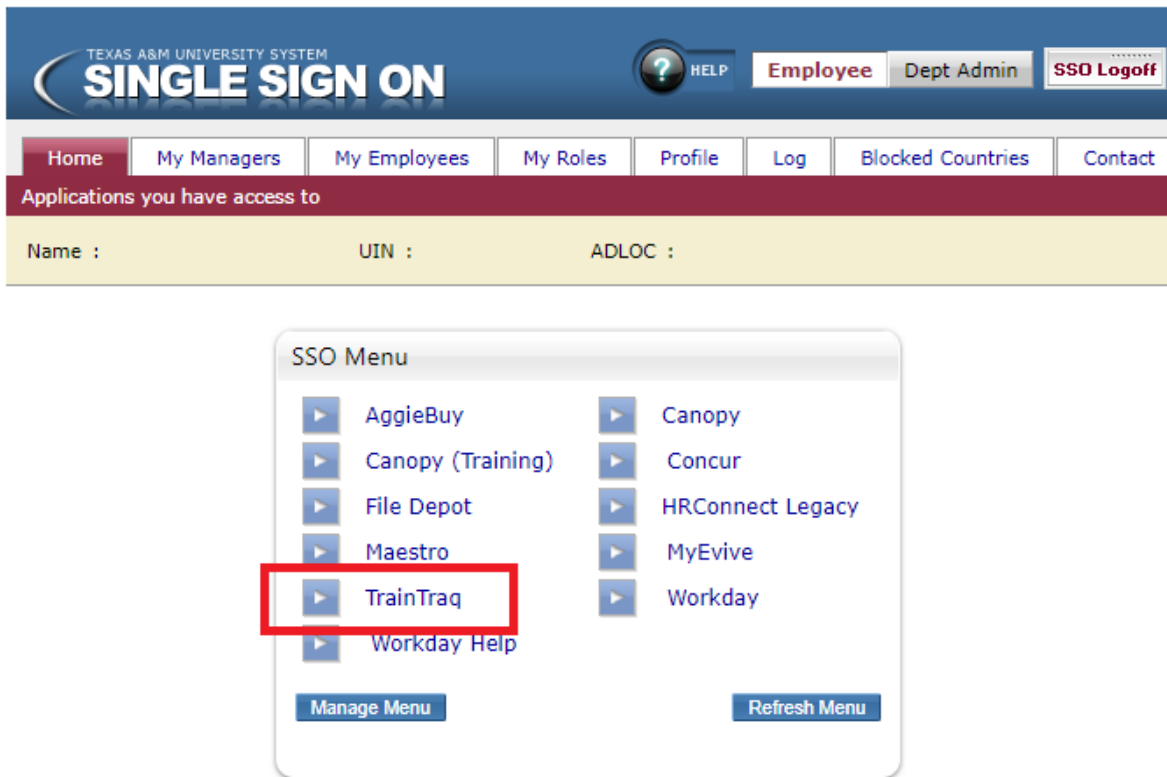 TEXAS A&M UNIVERSITY SYSTEM
SINGLE SIGN ON
? HELP
Employee Dept Admin
SSO Logoff
Home My Managers My Employees My Roles Profile Log Blocked Countries Contact
Applications you have access to
Name : UIN : ADLOC :
SSO Menu
AggieBuy Canopy
Canopy (Training) Concur
File Depot HRConnect Legacy
Maestro MyEvive
TrainTraq Workday
Workday Help
Manage Menu Refresh Menu